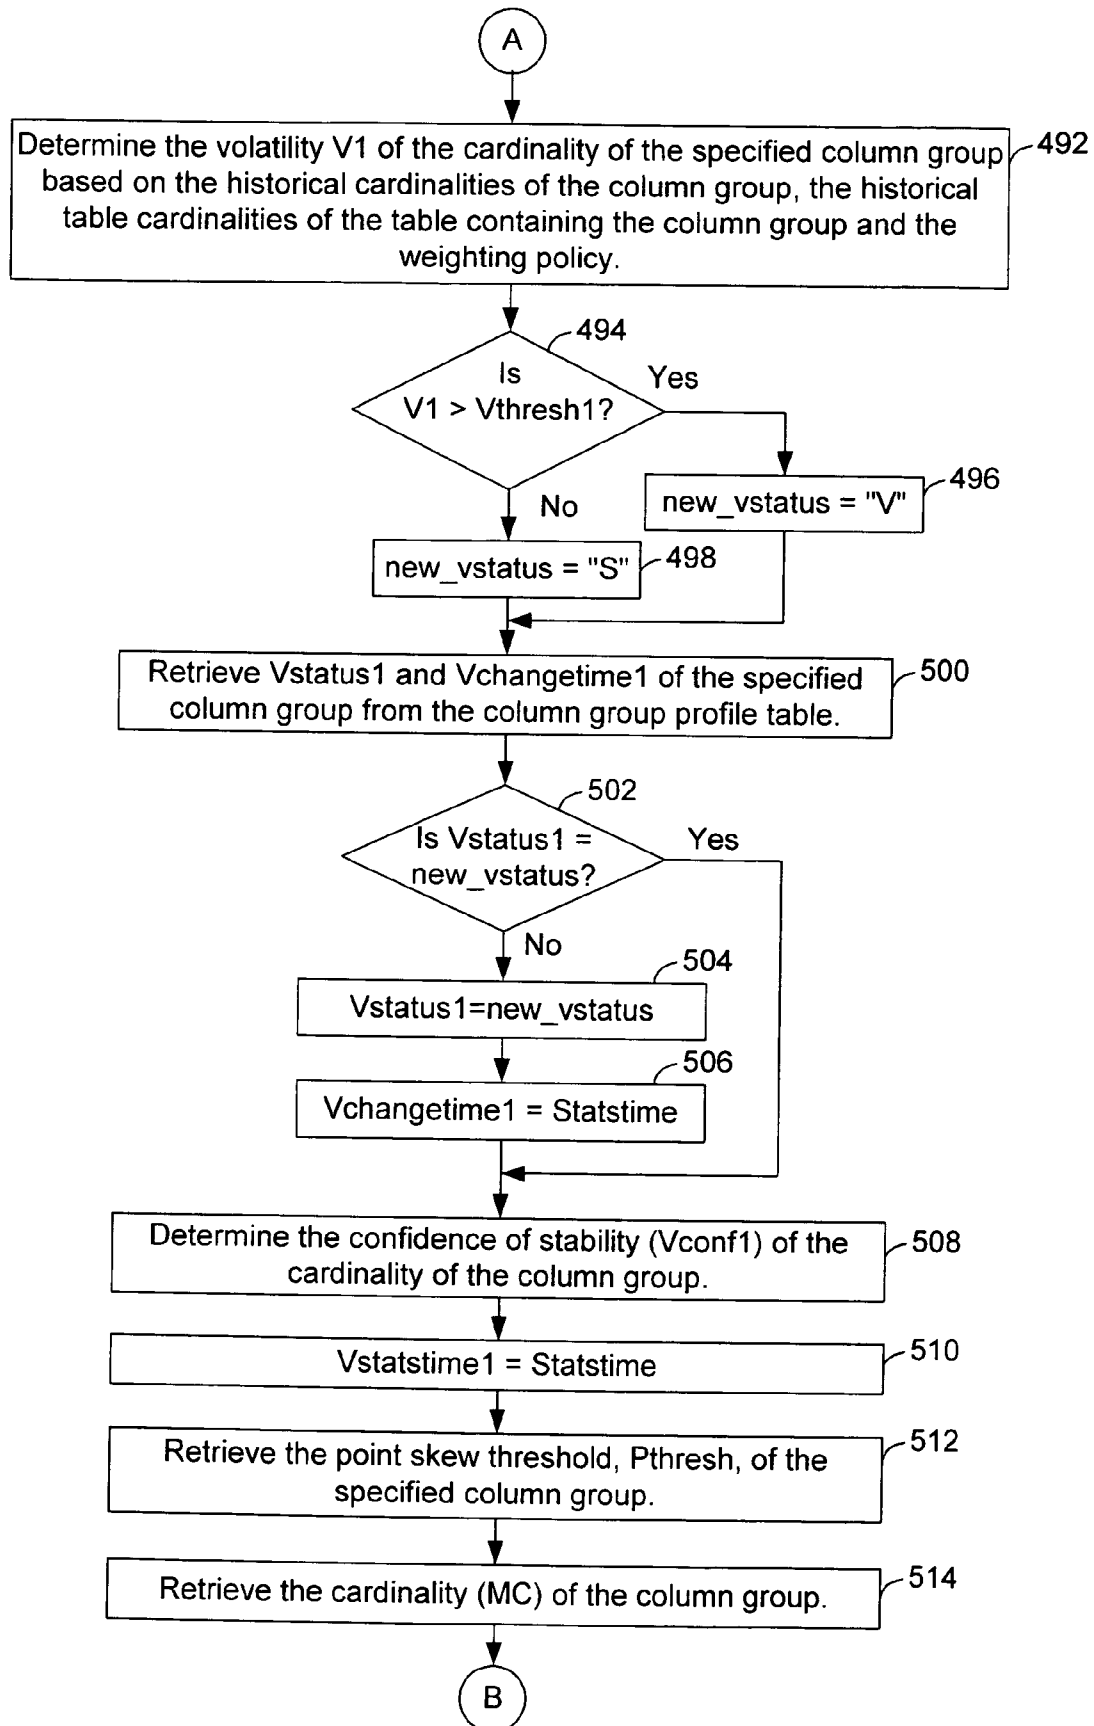 A
Determine the volatility V1 of the cardinality of the specified column group
based on the historical cardinalities of the column group, the historical
table cardinalities of the table containing the column group and the
weighting policy.
492
494
Is
V1 > Vthresh1?
Yes
No
new_vstatus = "V"
496
new_vstatus = "S"
498
Retrieve Vstatus1 and Vchangetime1 of the specified
column group from the column group profile table.
500
502
Is Vstatus1 =
new_vstatus?
Yes
No
504
Vstatus1=new_vstatus
506
Vchangetime1 = Statstime
Determine the confidence of stability (Vconf1) of the
cardinality of the column group.
508
Vstatstime1 = Statstime
510
Retrieve the point skew threshold, Pthresh, of the
specified column group.
512
Retrieve the cardinality (MC) of the column group.
514
B